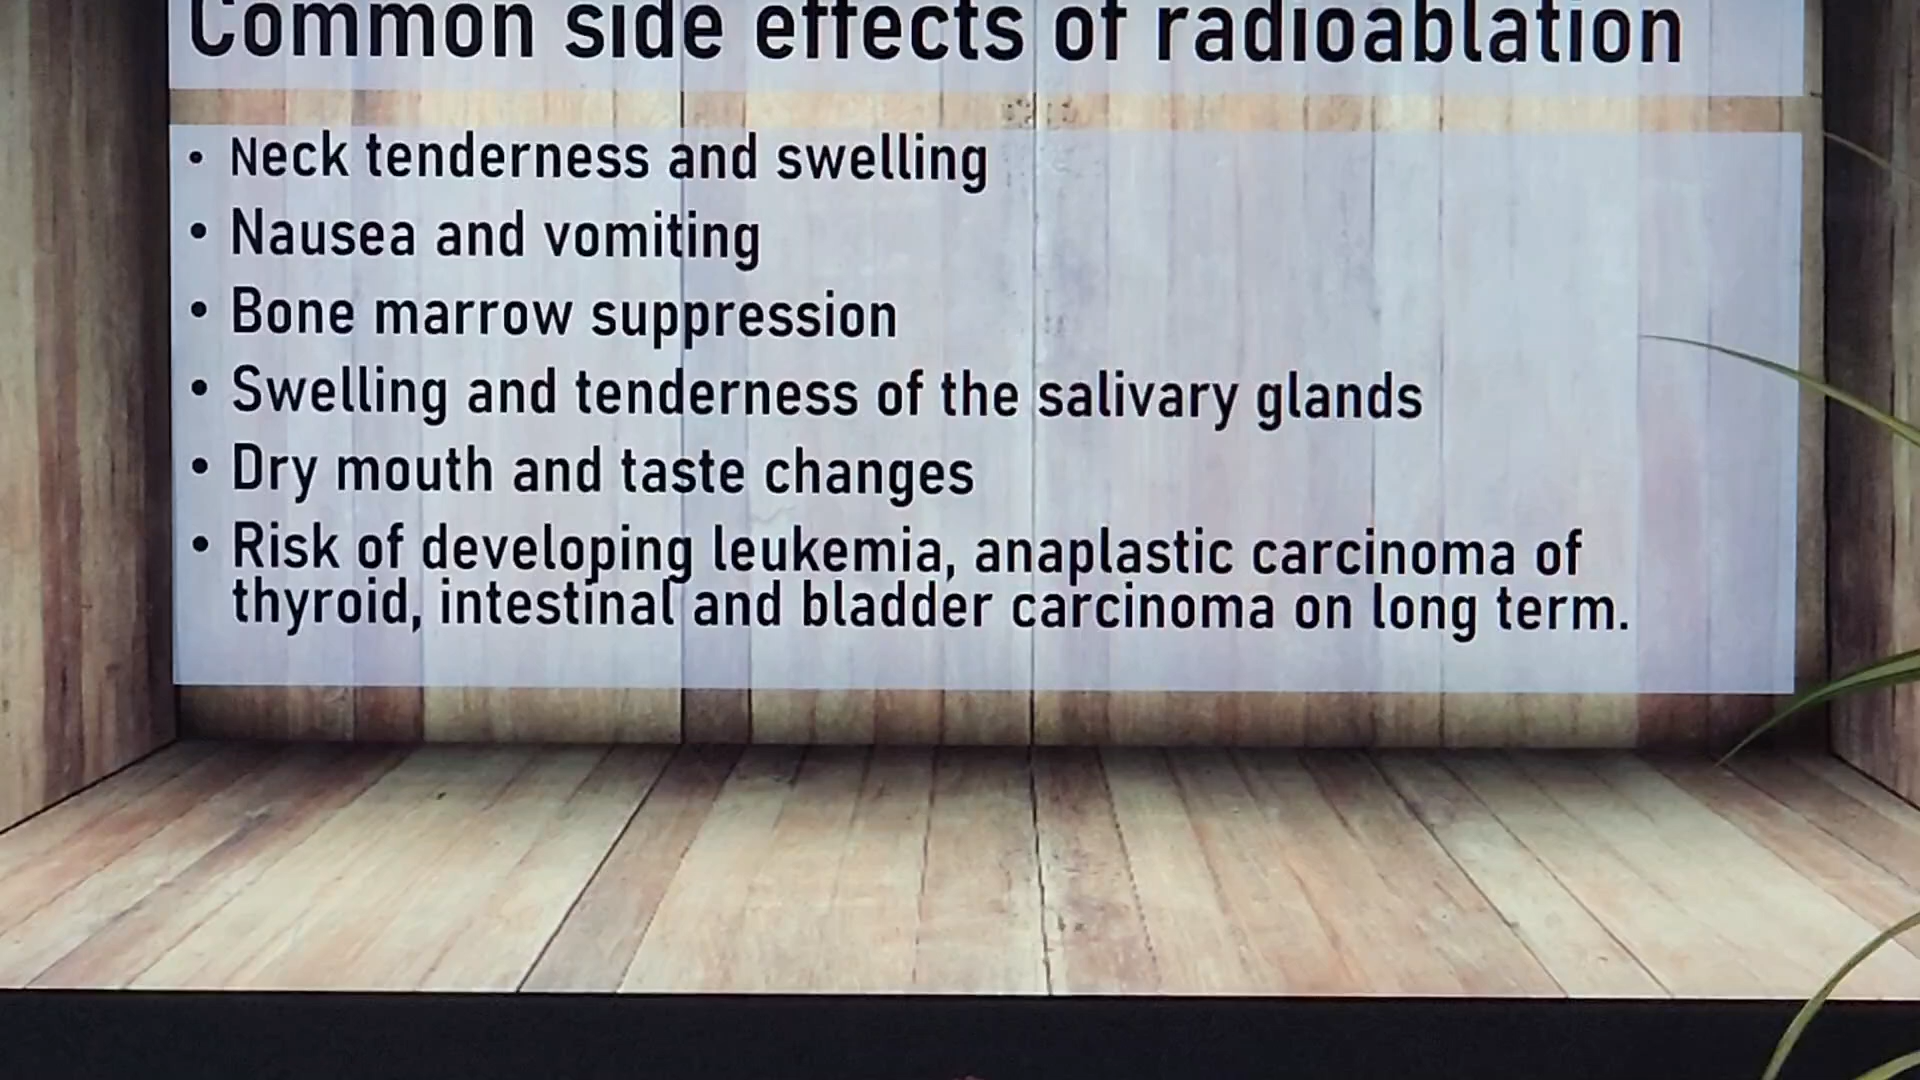 Common side effects of radioablation
• Neck tenderness and swelling
• Nausea and vomiting
• Bone marrow suppression
• Swelling and tenderness of the salivary glands
• Dry mouth and taste changes
• Risk of developing leukemia, anaplastic carcinoma of
thyroid, intestinal and bladder carcinoma on long term.